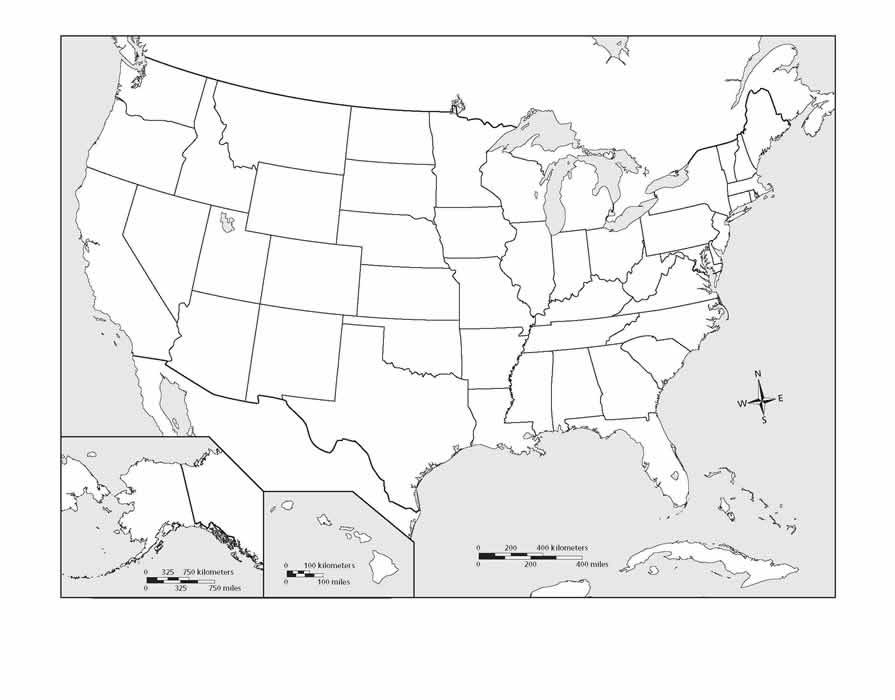 N
W E
S
0 325 750 kilometers
0 325 750 miles
0 100 kilometers
0 100 miles
0 200 400 kilometers
0 200 400 miles